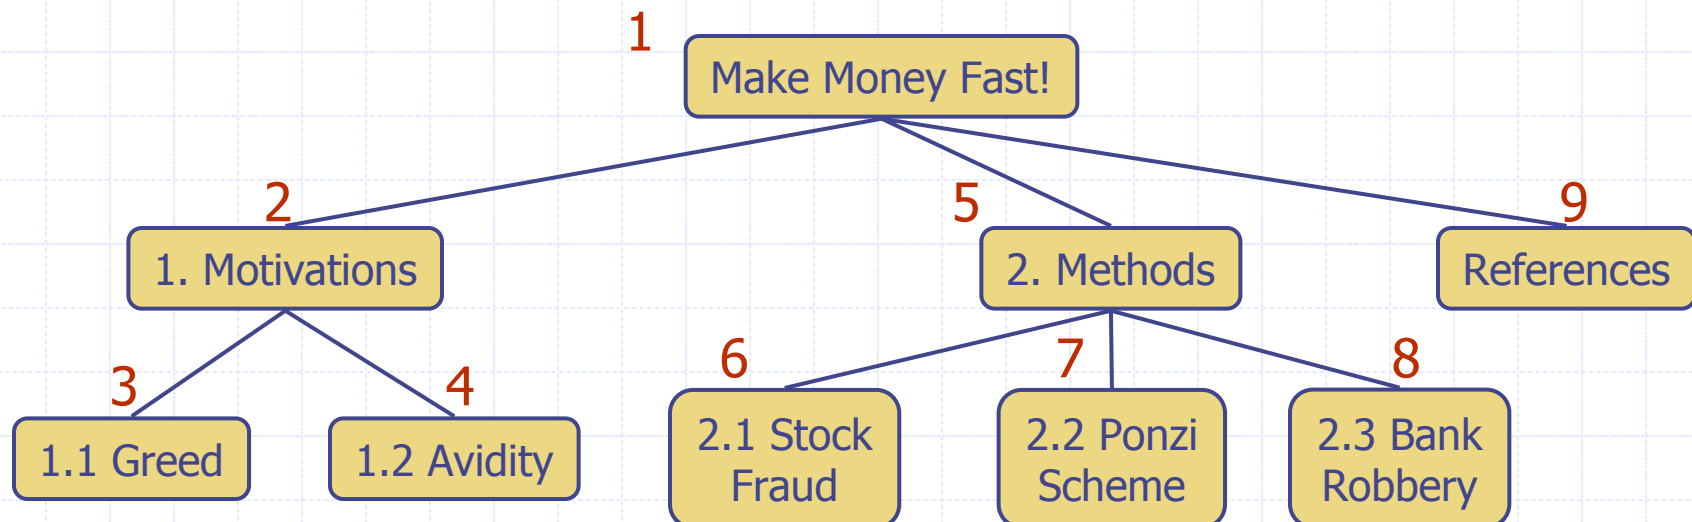 1
Make Money Fast!
2
5
9
1. Motivations
2. Methods
References
3
4
6
7
8
1.1 Greed
1.2 Avidity
2.1 Stock
Fraud
2.2 Ponzi
Scheme
2.3 Bank
Robbery